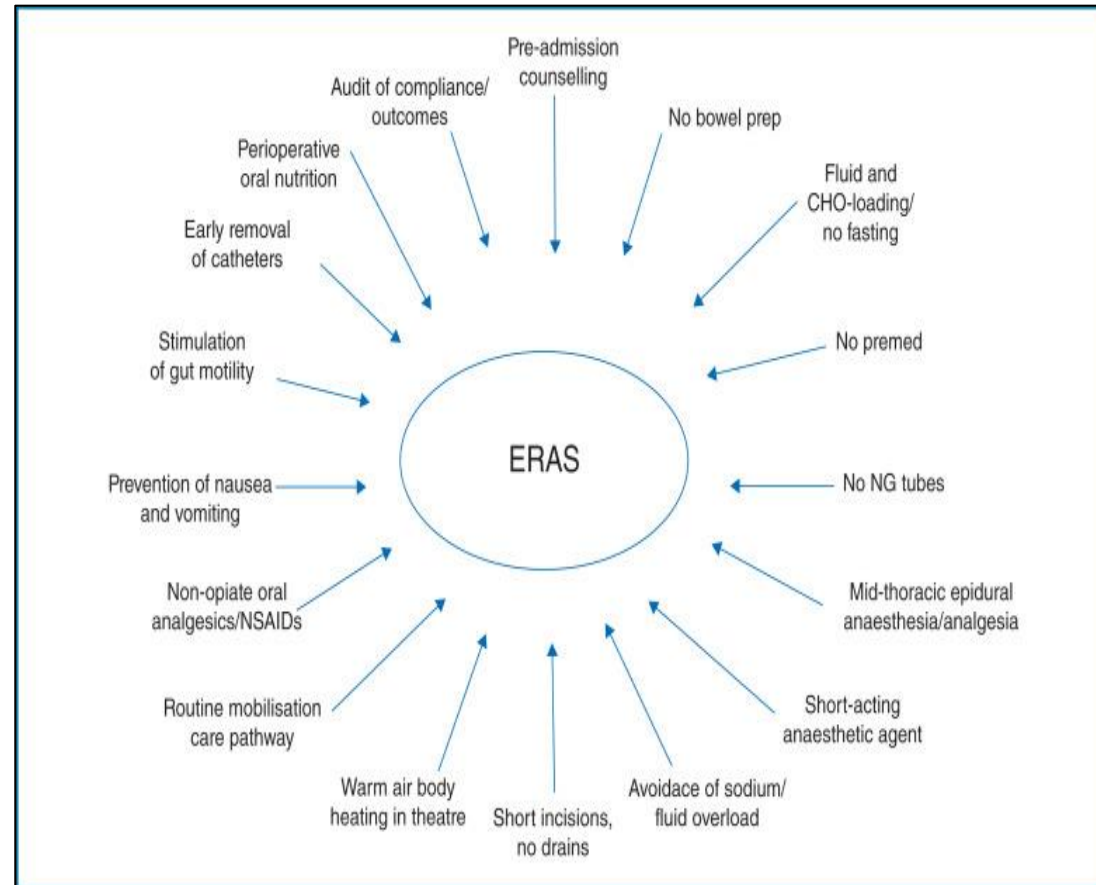 Pre-admission
counselling
No bowel prep
Fluid and
CHO-loading/
no fasting
No premed
No NG tubes
Mid-thoracic epidural
anaesthesia/analgesia
Short-acting
anaesthetic agent
Avoidace of sodium/
fluid overload
Short incisions,
no drains
Warm air body
heating in theatre
Routine mobilisation
care pathway
Non-opiate oral
analgesics/NSAIDs
Prevention of nausea
and vomiting
Stimulation
of gut motility
Early removal
of catheters
Perioperative
oral nutrition
Audit of compliance/
outcomes
ERAS